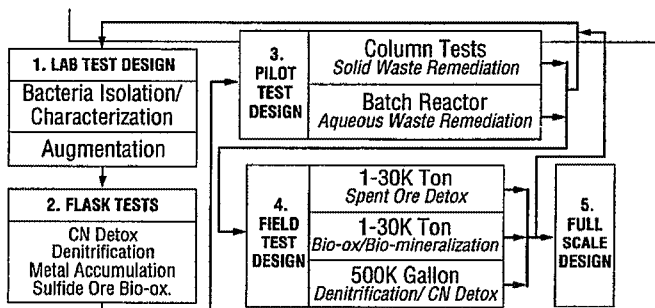 1. LAB TEST DESIGN
Bacteria Isolation/
Characterization
Augmentation
2. FLASK TESTS
CN Detox
Denitrification
Metal Accumulation
Sulfide Ore Bio-ox.
3.
PILOT
TEST
DESIGN
Column Tests
Solid Waste Remediation
Batch Reactor
Aqueous Waste Remediation
4.
FIELD
TEST
DESIGN
1-30K Ton
Spent Ore Detox
1-30K Ton
Bio-ox/Bio-mineralization
500K Gallon
Denitrification/ CN Detox
5.
FULL
SCALE
DESIGN